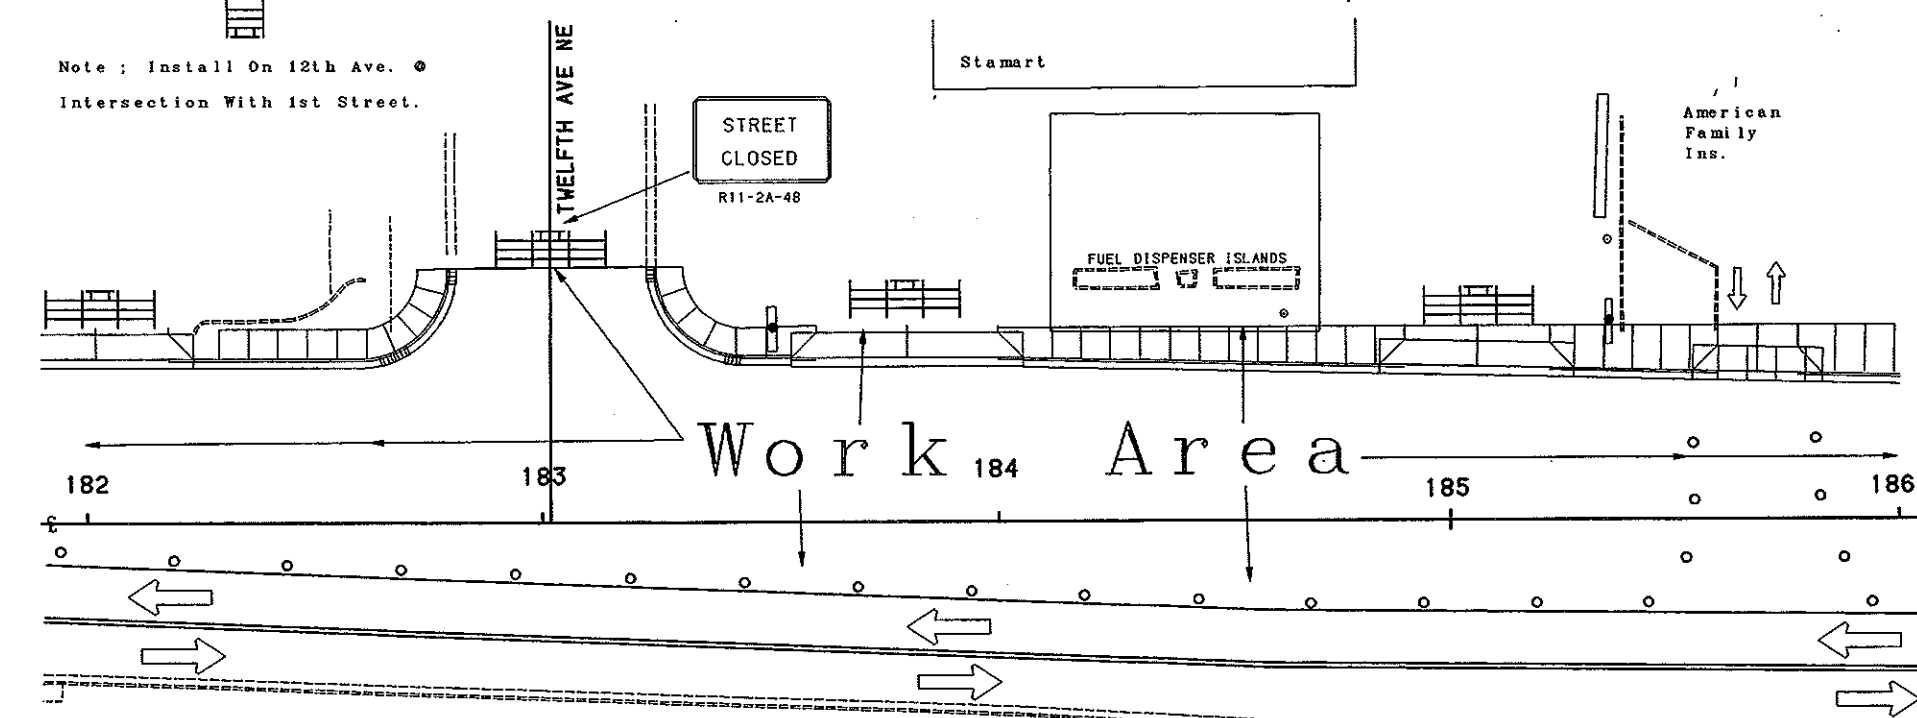 Note ; Install On 12th Ave. @
Intersection With 1st Street.
TWELFTH AVE NE
STREET
CLOSED
R11-2A-48
Stamart
American
Family
Ins.
FUEL DISPENSER ISLANDS
Work Area
182
183
184
185
186
℄